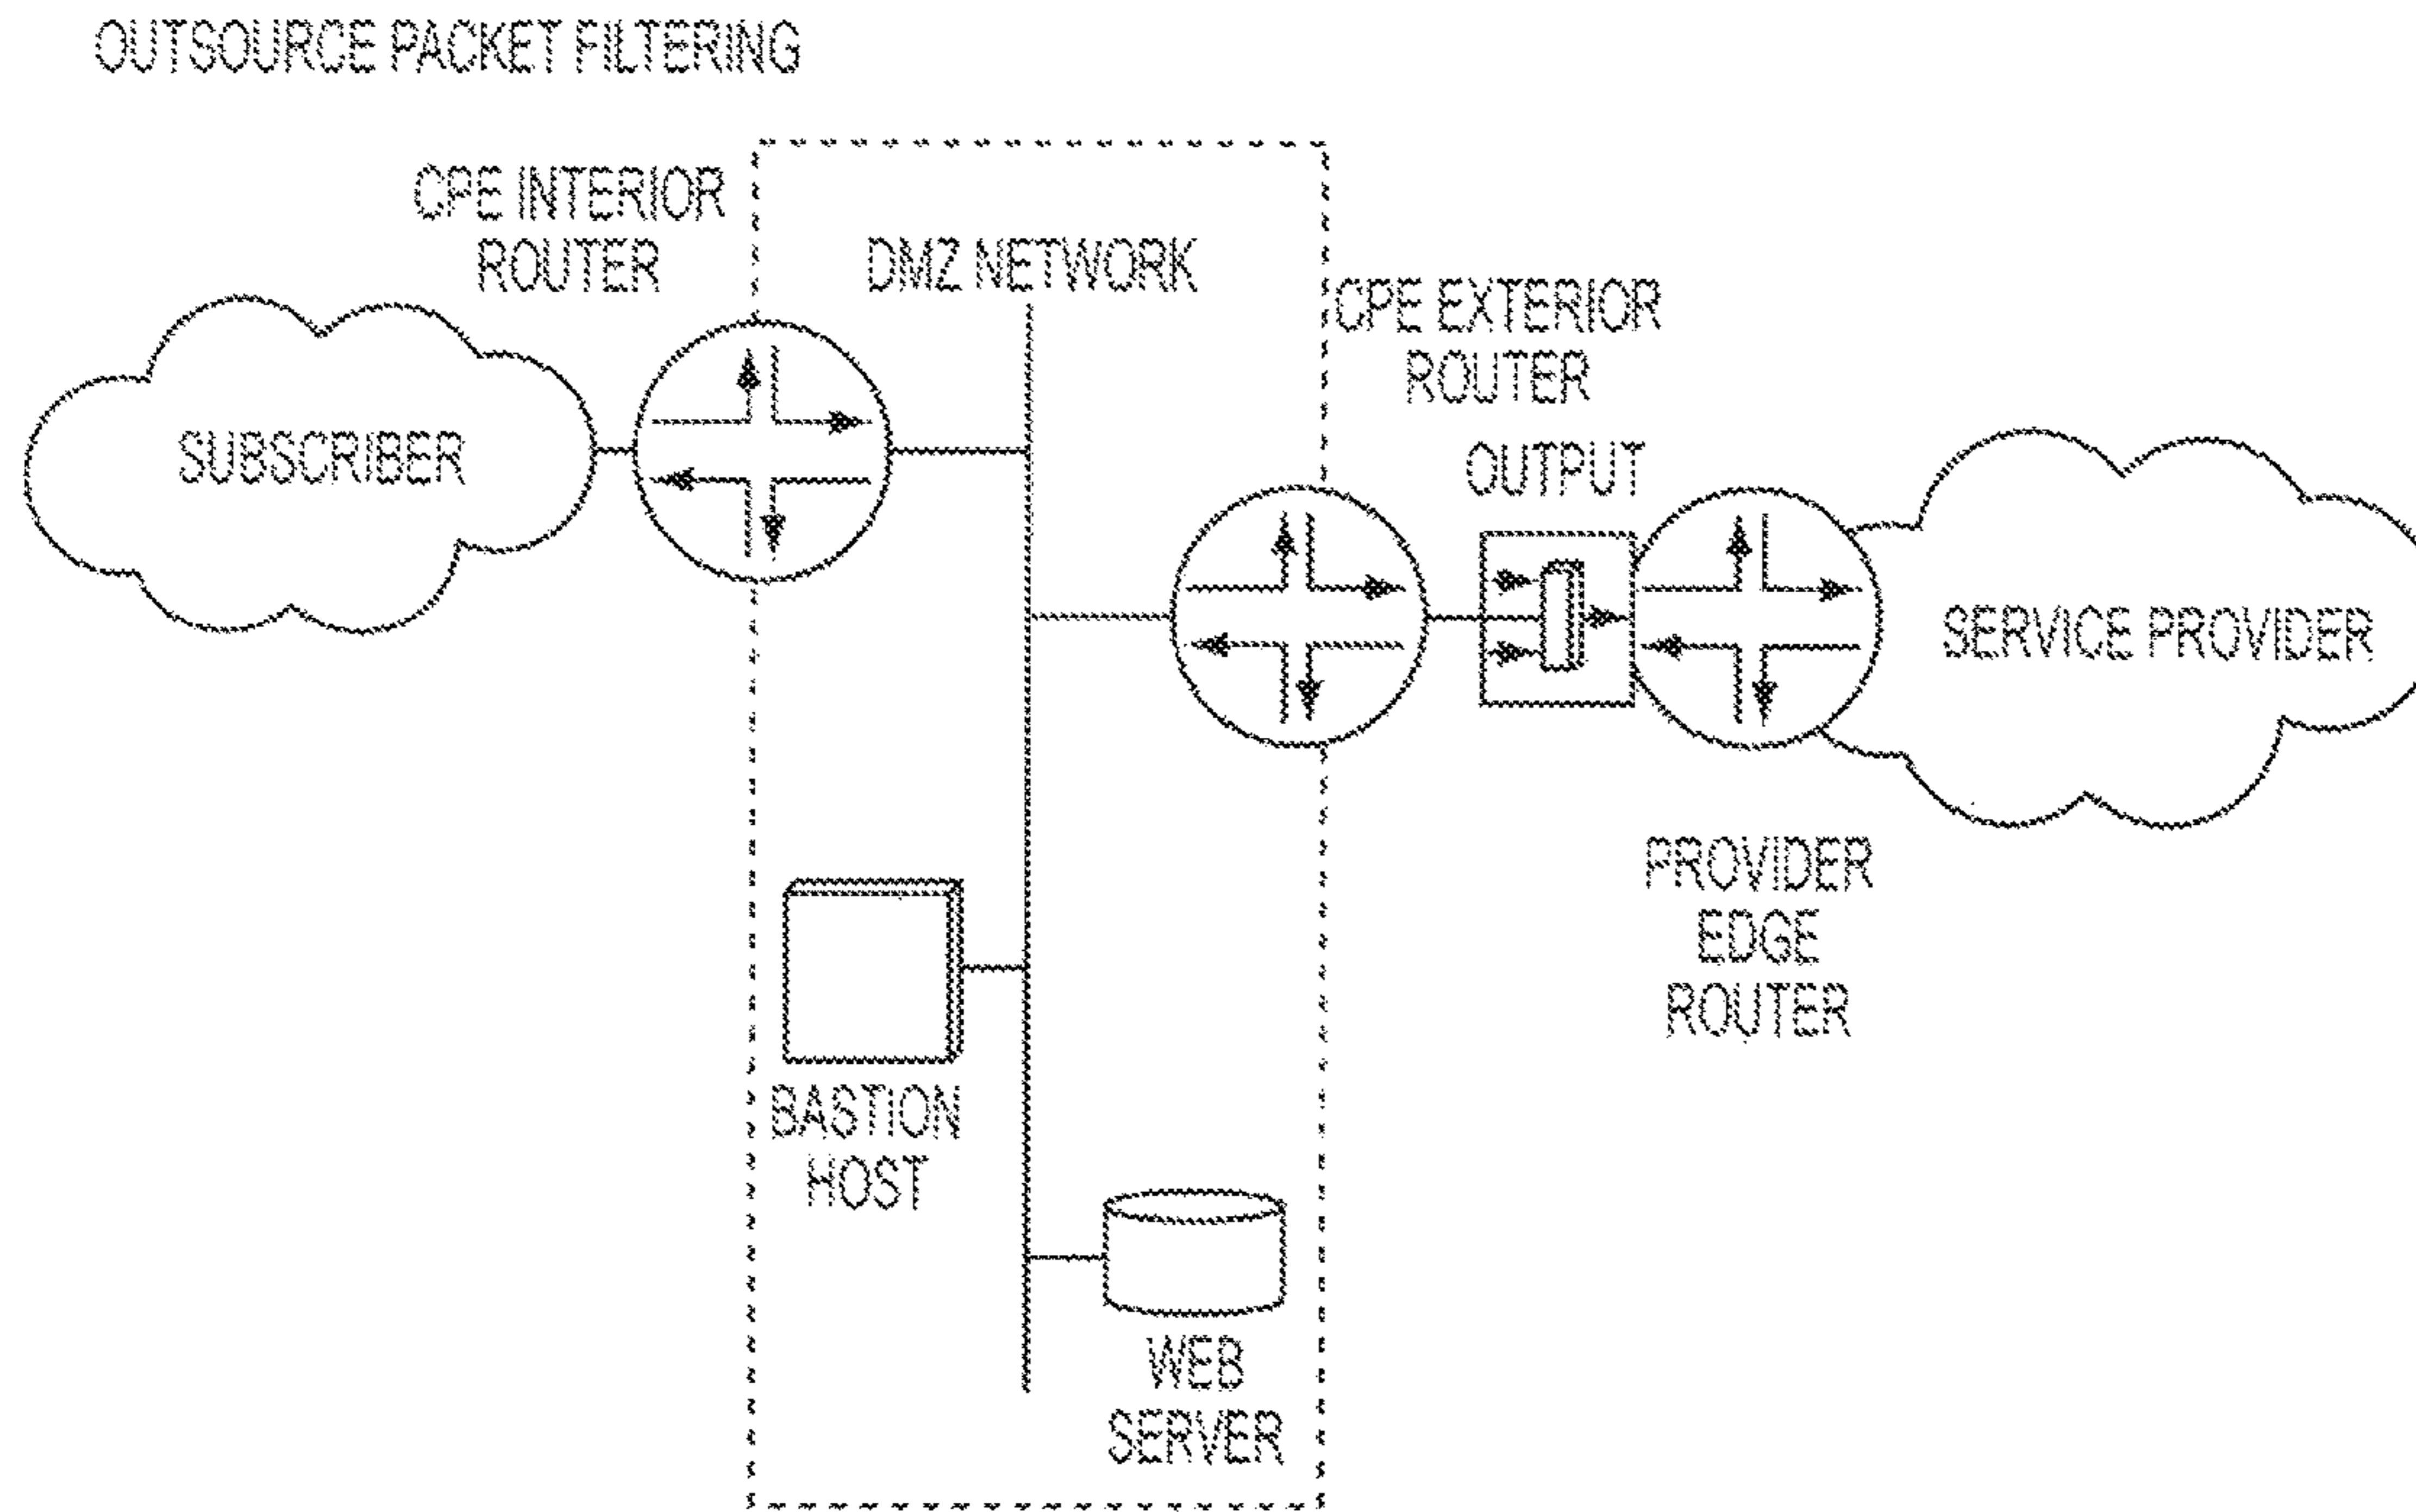 OUTSOURCE PACKET FILTERING
CPE INTERIOR
ROUTER
DMZ NETWORK
CPE EXTERIOR
ROUTER
OUTPUT
SUBSCRIBER
SERVICE PROVIDER
PROVIDER
EDGE
ROUTER
BASTION
HOST
WEB
SERVER